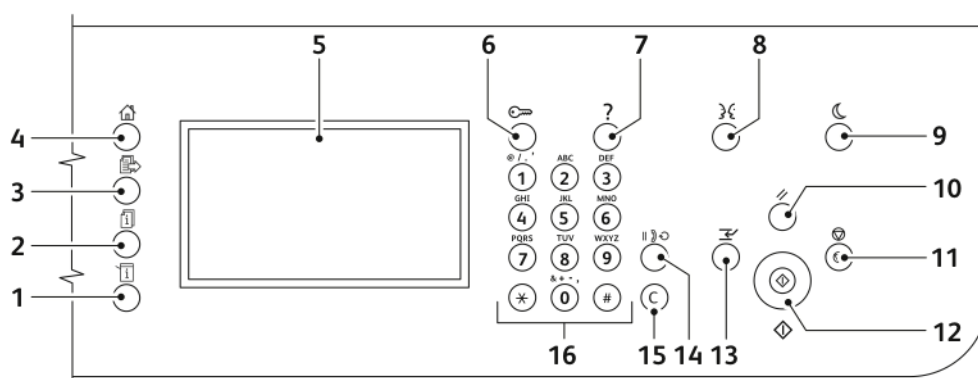 5 6 7 8
4 ? 9
@ / . ' ABC DEF
3 1 2 3 10
GHI JKL MNO
4 5 6
2 PQRS TUV WXYZ 11
7 8 9
& + - ,
1 * 0 # C 12
16 15 14 13